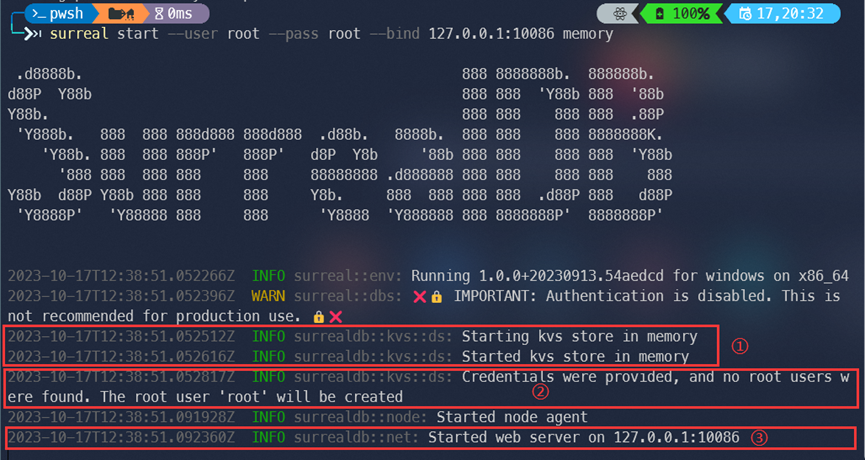 pwsh 0ms 100% 17,20:32
surreal start --user root --pass root --bind 127.0.0.1:10086 memory
 .d8888b.                                             888 8888888b.  888888b.
d88P  Y88b                                            888 888  'Y88b 888  '88b
Y88b.                                                 888 888    888 888  .88P
 'Y888b.   888  888 888d888 888d888  .d88b.   8888b.  888 888    888 8888888K.
    'Y88b. 888  888 888P'   888P'   d8P  Y8b     '88b 888 888    888 888  'Y88b
      '888 888  888 888     888     88888888 .d888888 888 888    888 888    888
Y88b  d88P Y88b 888 888     888     Y8b.     888  888 888 888  .d88P 888   d88P
 'Y8888P'   'Y88888 888     888      'Y8888  'Y888888 888 8888888P'  8888888P'
2023-10-17T12:38:51.052266Z  INFO surreal::env: Running 1.0.0+20230913.54aedcd for windows on x86_64
2023-10-17T12:38:51.052396Z  WARN surreal::dbs: ❌🔒 IMPORTANT: Authentication is disabled. This is
not recommended for production use. 🔒❌
2023-10-17T12:38:51.052512Z  INFO surrealdb::kvs::ds: Starting kvs store in memory
①
2023-10-17T12:38:51.052616Z  INFO surrealdb::kvs::ds: Started kvs store in memory
2023-10-17T12:38:51.052817Z  INFO surrealdb::kvs::ds: Credentials were provided, and no root users w
ere found. The root user 'root' will be created ②
2023-10-17T12:38:51.091928Z  INFO surrealdb::node: Started node agent
2023-10-17T12:38:51.092360Z  INFO surrealdb::net: Started web server on 127.0.0.1:10086 ③